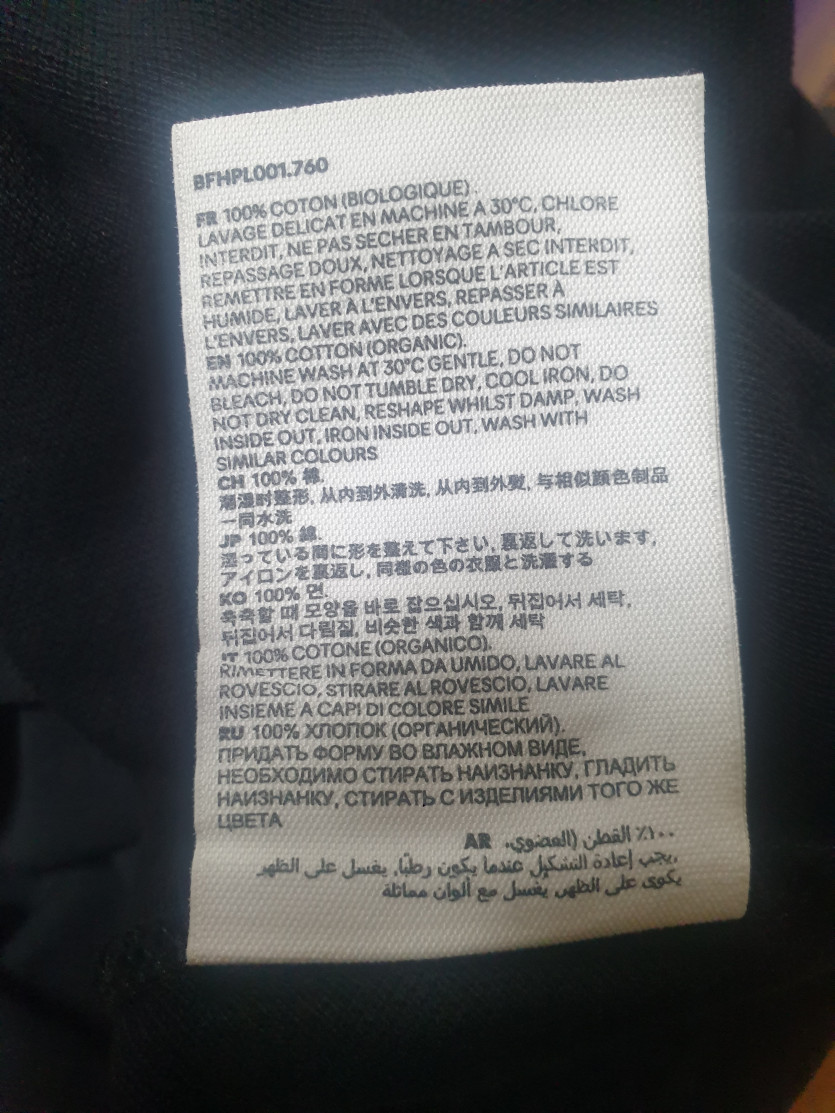 BFHPL001.760
FR 100% COTON (BIOLOGIQUE).
LAVAGE DELICAT EN MACHINE A 30°C, CHLORE
INTERDIT, NE PAS SECHER EN TAMBOUR,
REPASSAGE DOUX, NETTOYAGE A SEC INTERDIT,
REMETTRE EN FORME LORSQUE L'ARTICLE EST
HUMIDE, LAVER À L'ENVERS, REPASSER À
L'ENVERS, LAVER AVEC DES COULEURS SIMILAIRES
EN 100% COTTON (ORGANIC).
MACHINE WASH AT 30°C GENTLE, DO NOT
BLEACH, DO NOT TUMBLE DRY, COOL IRON, DO
NOT DRY CLEAN, RESHAPE WHILST DAMP, WASH
INSIDE OUT, IRON INSIDE OUT, WASH WITH
SIMILAR COLOURS
CH 100% 棉.
潮湿时整形, 从内到外清洗, 从内到外熨, 与相似颜色制品
一同水洗
JP 100% 綿.
湿っている間に形を整えて下さい, 裏返して洗います,
アイロンを裏返し, 同様の色の衣服と洗濯する
KO 100% 면.
축축할 때 모양을 바로 잡으십시오, 뒤집어서 세탁,
뒤집어서 다림질, 비슷한 색과 함께 세탁
IT 100% COTONE (ORGANICO).
RIMETTERE IN FORMA DA UMIDO, LAVARE AL
ROVESCIO, STIRARE AL ROVESCIO, LAVARE
INSIEME A CAPI DI COLORE SIMILE
RU 100% ХЛОПОК (ОРГАНИЧЕСКИЙ).
ПРИДАТЬ ФОРМУ ВО ВЛАЖНОМ ВИДЕ,
НЕОБХОДИМО СТИРАТЬ НАИЗНАНКУ, ГЛАДИТЬ
НАИЗНАНКУ, СТИРАТЬ С ИЗДЕЛИЯМИ ТОГО ЖЕ
ЦВЕТА
١٠٠٪ القطن (العضوي. AR
يجب إعادة التشكيل عندما يكون رطبًا, يغسل على الظهر,
يكوى على الظهر, يغسل مع ألوان مماثلة